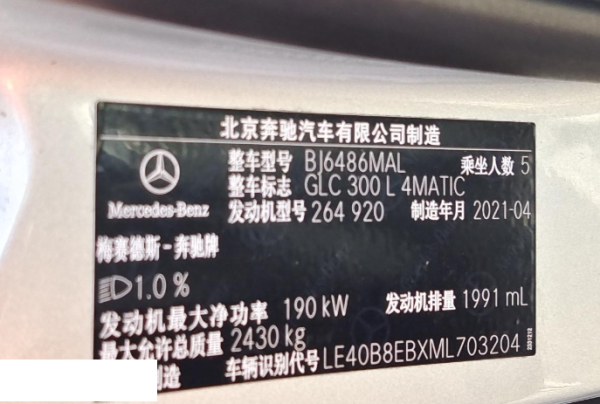 北京奔驰汽车有限公司制造
整车型号 BJ6486MAL 乘坐人数 5
整车标志 GLC 300 L 4MATIC
发动机型号 264 920 制造年月 2021-04
Mercedes-Benz
梅赛德斯-奔驰牌
1.0 %
发动机最大净功率 190 kW 发动机排量 1991 mL
最大允许总质量 2430 kg
制造 车辆识别代号 LE40B8EBXML703204